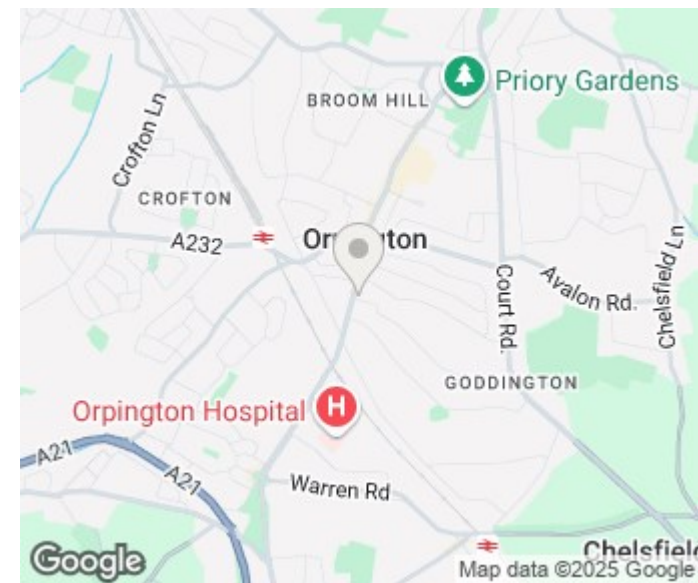 Priory Gardens
BROOM HILL
Crofton Ln
CROFTON
A232
Chelsfield Ln
Court Rd.
Avalon Rd.
GODDINGTON
Orpington Hospital
H
A21
A21
Warren Rd
Chelsfield
Google
Map data ©2025 Google